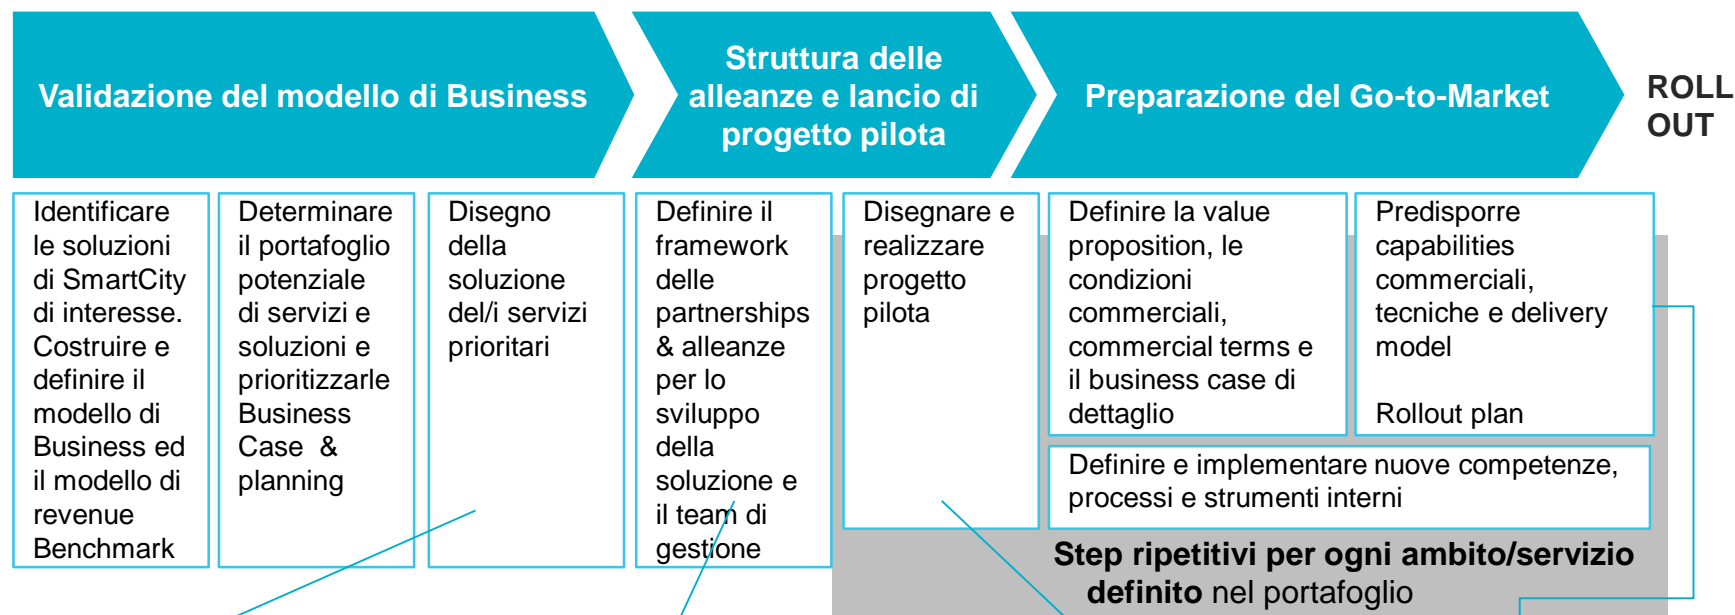 Validazione del modello di Business
Struttura delle
alleanze e lancio di
progetto pilota
Preparazione del Go-to-Market
ROLL
OUT
Identificare
le soluzioni
di SmartCity
di interesse.
Costruire e
definire il
modello di
Business ed
il modello di
revenue
Benchmark
Determinare
il portafoglio
potenziale
di servizi e
soluzioni e
prioritizzarle
Business
Case &
planning
Disegno
della
soluzione
del/i servizi
prioritari
Definire il
framework
delle
partnerships
& alleanze
per lo
sviluppo
della
soluzione e
il team di
gestione
Disegnare e
realizzare
progetto
pilota
Definire la value
proposition, le
condizioni
commerciali,
commercial terms e
il business case di
dettaglio
Predisporre
capabilities
commerciali,
tecniche e delivery
model
Rollout plan
Definire e implementare nuove competenze,
processi e strumenti interni
Step ripetitivi per ogni ambito/servizio
definito nel portafoglio